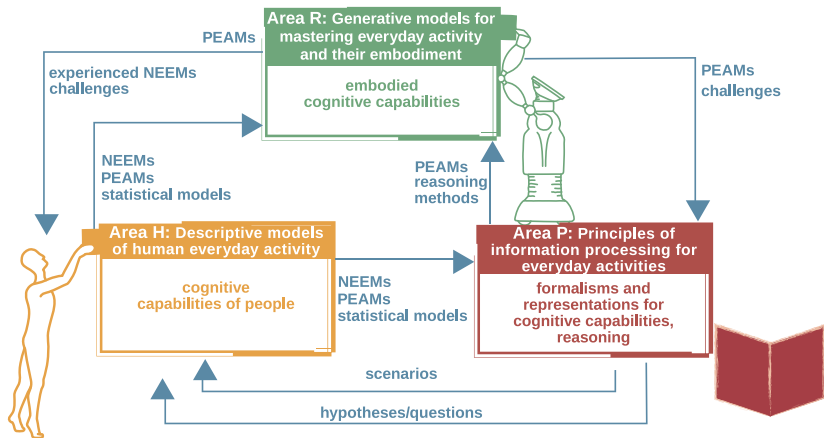 Area R: Generative models for
mastering everyday activity
and their embodiment
embodied
cognitive capabilities
PEAMs
experienced NEEMs
challenges
PEAMs
challenges
NEEMs
PEAMs
statistical models
PEAMs
reasoning
methods
Area H: Descriptive models
of human everyday activity
cognitive
capabilities of people
NEEMs
PEAMs
statistical models
Area P: Principles of
information processing for
everyday activities
formalisms and
representations for
cognitive capabilities,
reasoning
scenarios
hypotheses/questions